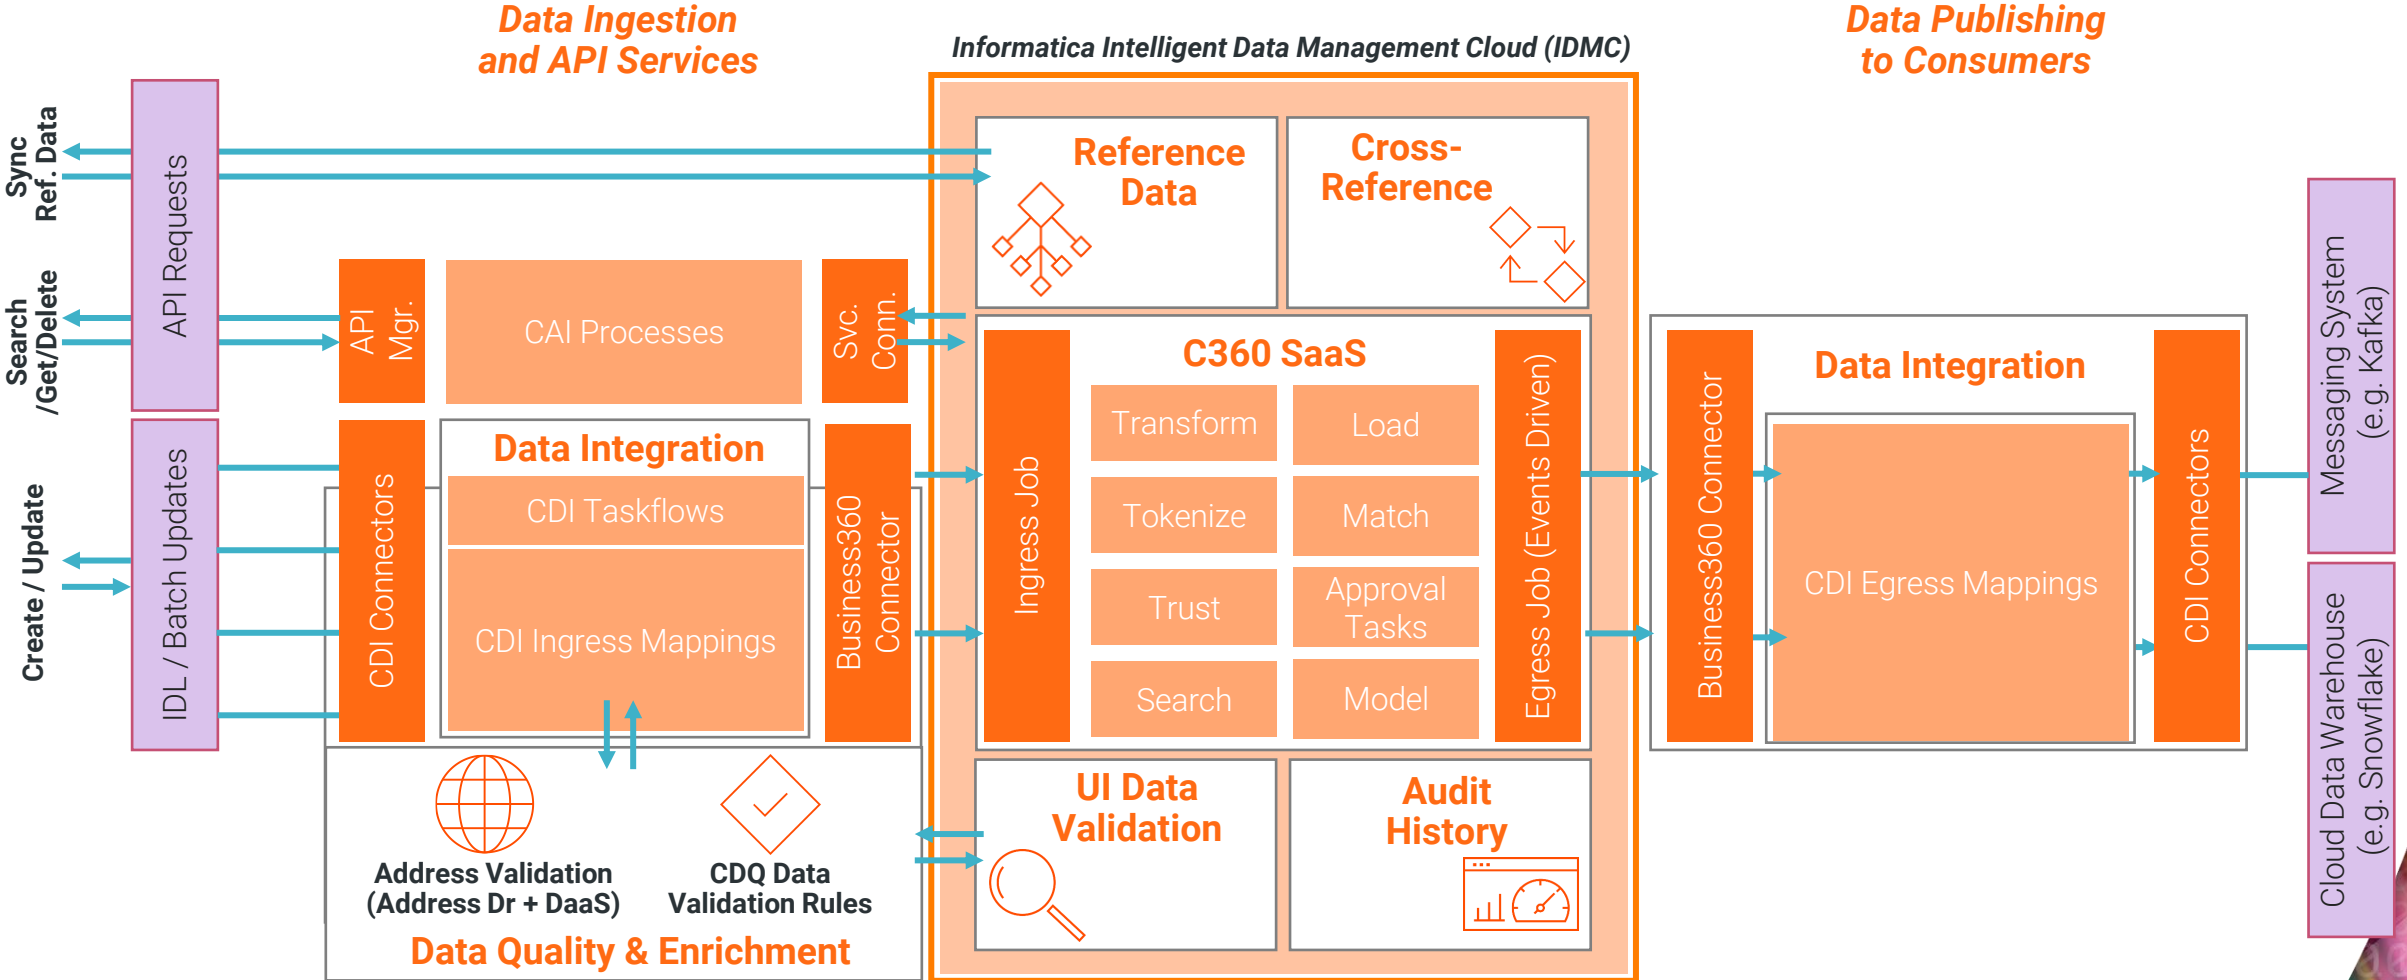 Data Ingestion
and API Services
Informatica Intelligent Data Management Cloud (IDMC)
Data Publishing
to Consumers
Sync
Ref. Data
Search
/Get/Delete
Create / Update
API Requests
IDL / Batch Updates
API
Mgr.
CAI Processes
Svc.
Conn.
CDI Connectors
Data Integration
CDI Taskflows
CDI Ingress Mappings
Business360
Connector
Address Validation
(Address Dr + DaaS)
CDQ Data
Validation Rules
Data Quality & Enrichment
Reference
Data
Cross-
Reference
Ingress Job
C360 SaaS
Transform
Load
Tokenize
Match
Trust
Approval
Tasks
Search
Model
Egress Job (Events Driven)
UI Data
Validation
Audit
History
Business360 Connector
Data Integration
CDI Egress Mappings
CDI Connectors
Messaging System
(e.g. Kafka)
Cloud Data Warehouse
(e.g. Snowflake)